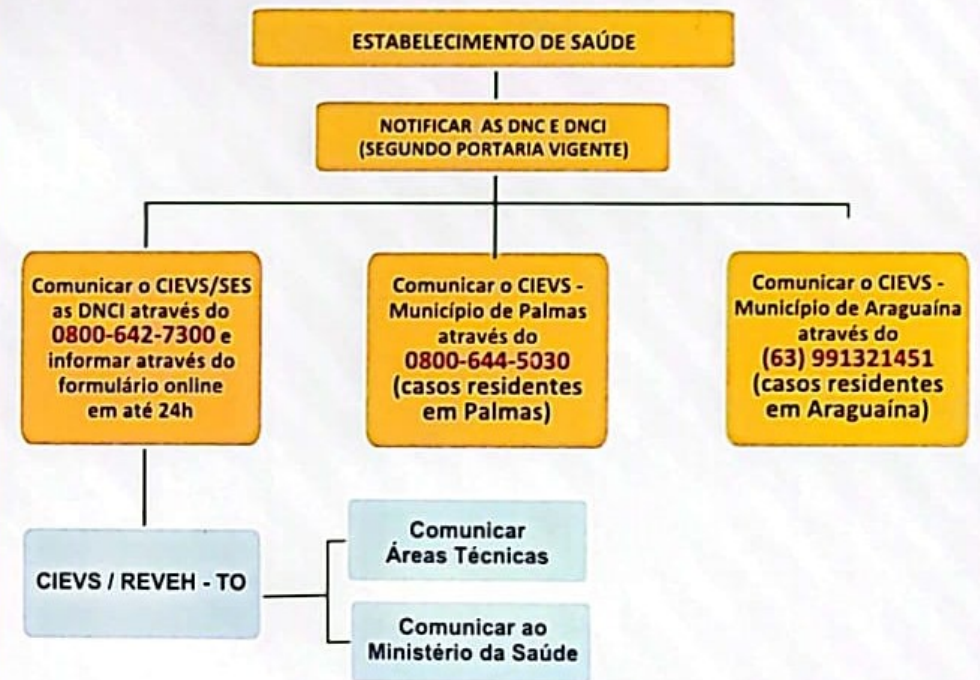 ESTABELECIMENTO DE SAÚDE
NOTIFICAR AS DNC E DNCI
(SEGUNDO PORTARIA VIGENTE)
Comunicar o CIEVS/SES
as DNCI através do
0800-642-7300 e
informar através do
formulário online
em até 24h
Comunicar o CIEVS -
Município de Palmas
através do
0800-644-5030
(casos residentes
em Palmas)
Comunicar o CIEVS -
Município de Araguaína
através do
(63) 991321451
(casos residentes
em Araguaína)
CIEVS / REVEH - TO
Comunicar
Áreas Técnicas
Comunicar ao
Ministério da Saúde